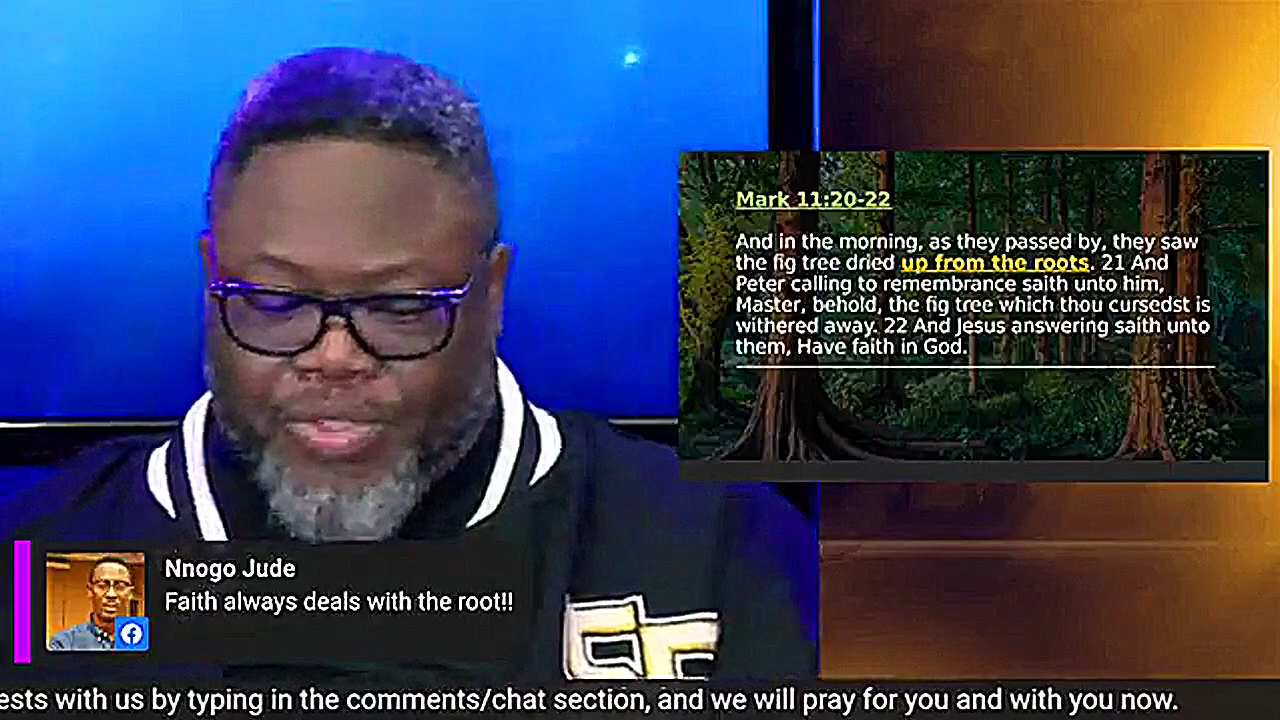 Mark 11:20-22
And in the morning, as they passed by, they saw
the fig tree dried up from the roots. 21 And
Peter calling to remembrance saith unto him,
Master, behold, the fig tree which thou cursedst is
withered away. 22 And Jesus answering saith unto
them, Have faith in God.
Nnogo Jude
Faith always deals with the root!!
ests with us by typing in the comments/chat section, and we will pray for you and with you now.